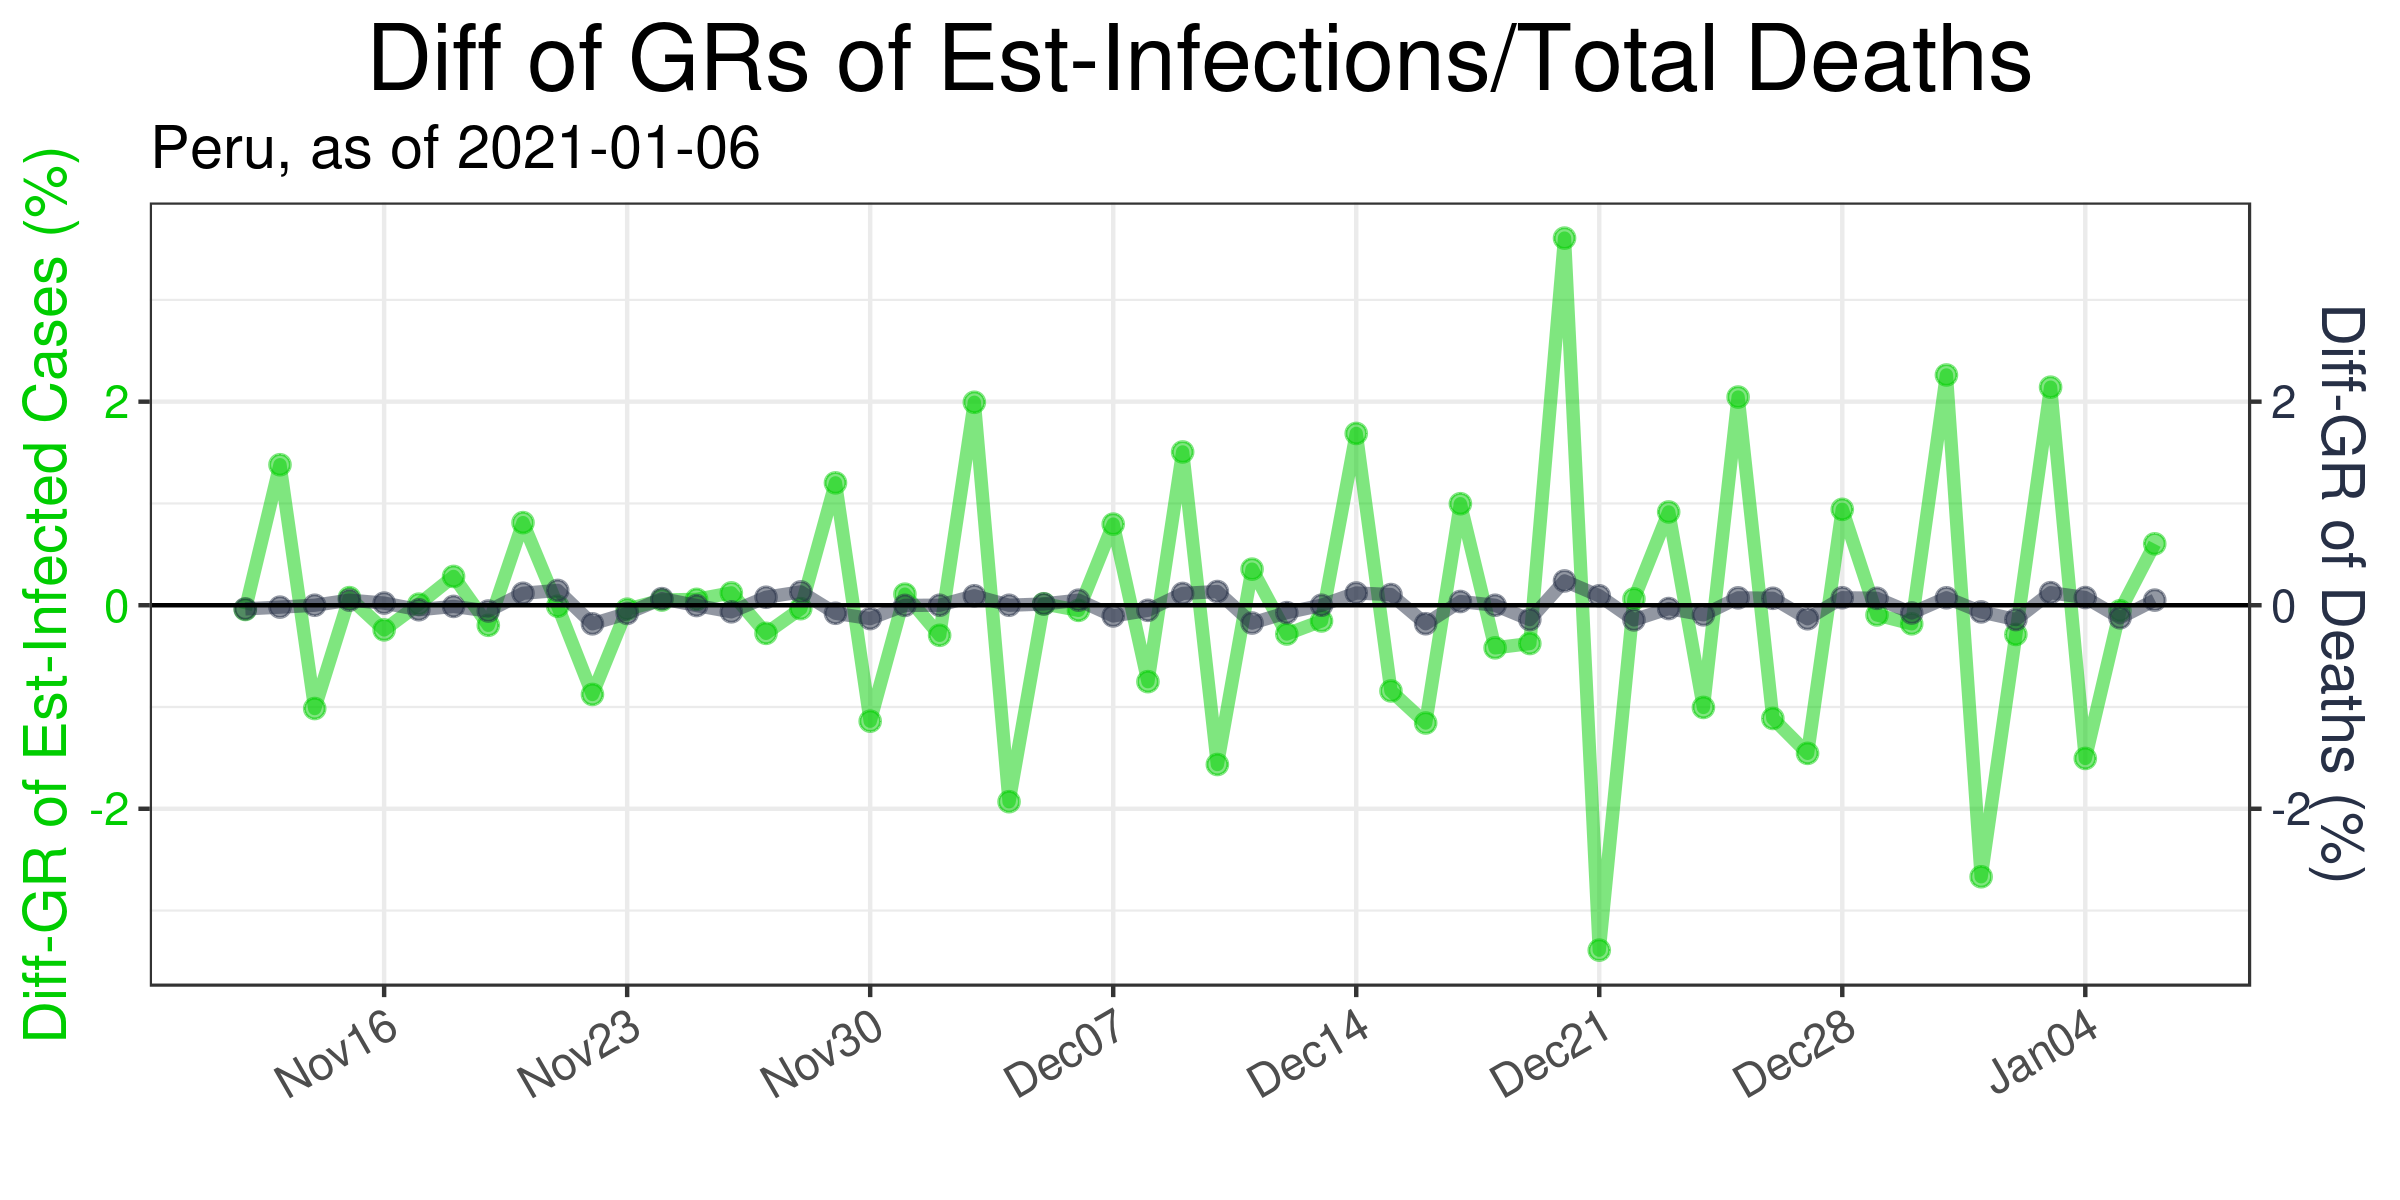 Diff of GRs of Est-Infections/Total Deaths
Peru, as of 2021-01-06
Diff-GR of Est-Infected Cases (%)
2
0
-2
2
0
-2
Diff-GR of Deaths (%)
Nov16
Nov23
Nov30
Dec07
Dec14
Dec21
Dec28
Jan04